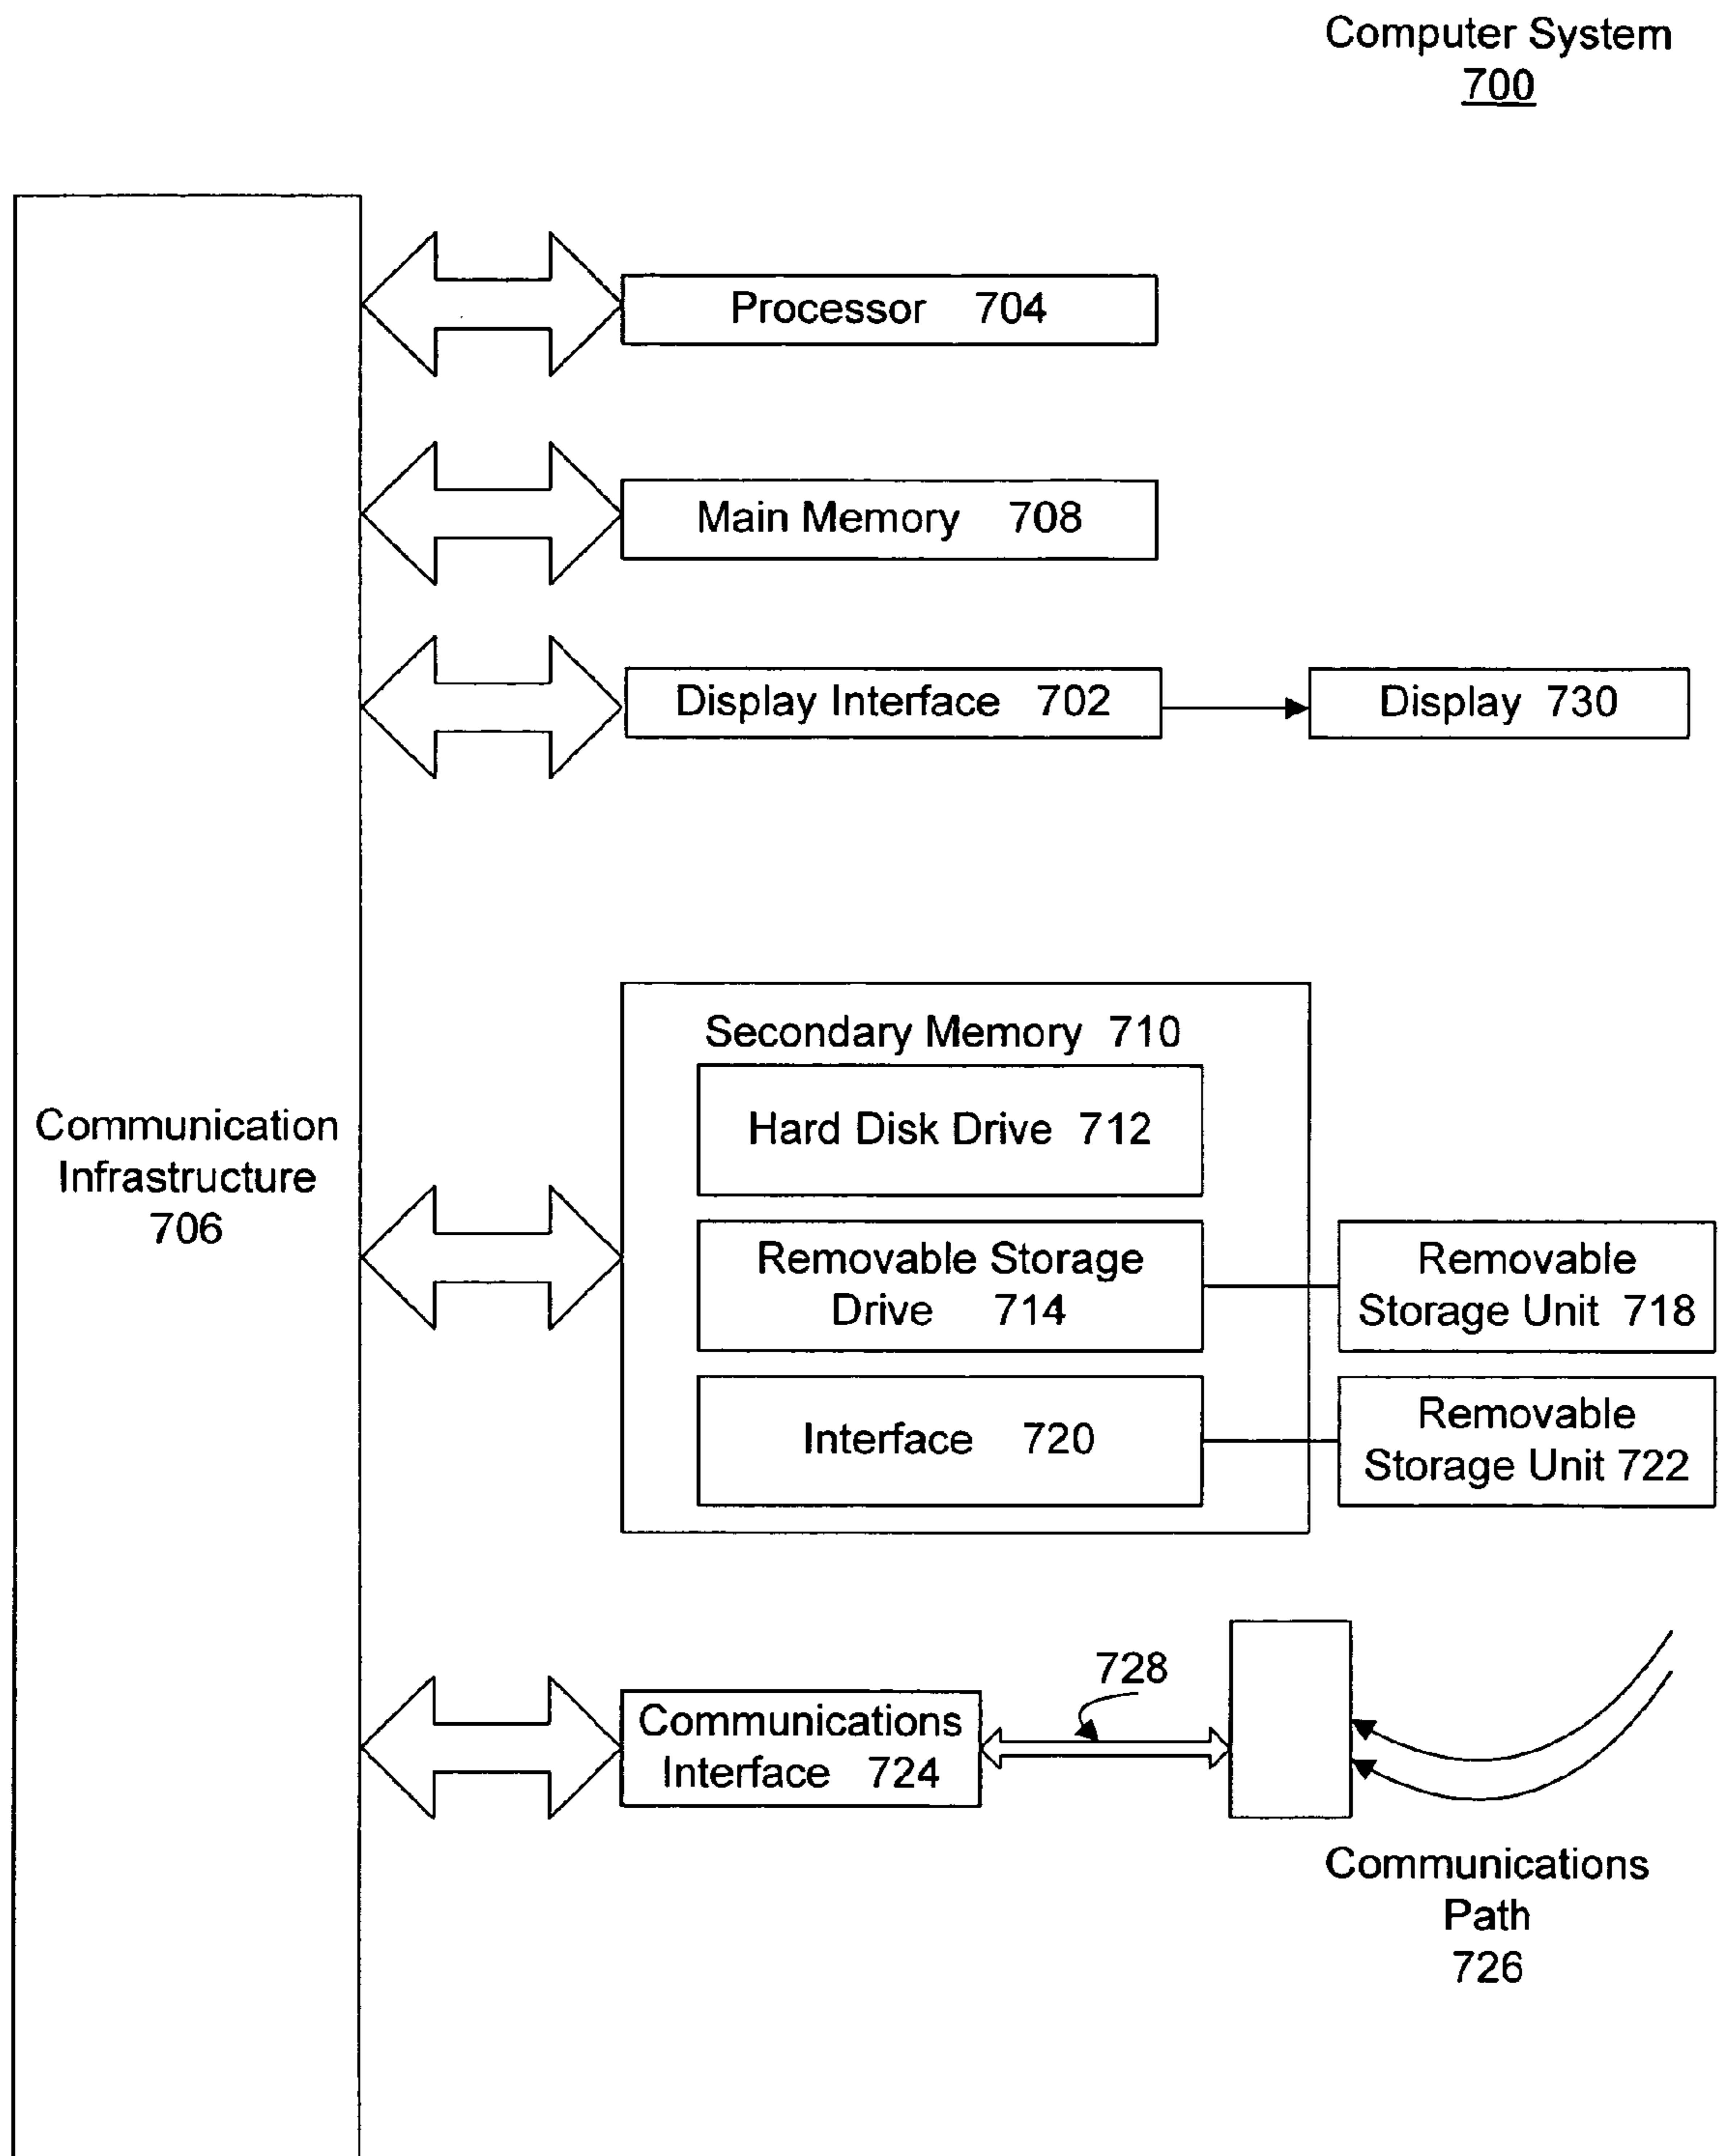 Computer System
700
Processor 704
Main Memory 708
Display Interface 702
Display 730
Secondary Memory 710
Hard Disk Drive 712
Communication
Infrastructure
706
Removable Storage
Drive 714
Removable
Storage Unit 718
Interface 720
Removable
Storage Unit 722
728
Communications
Interface 724
Communications
Path
726